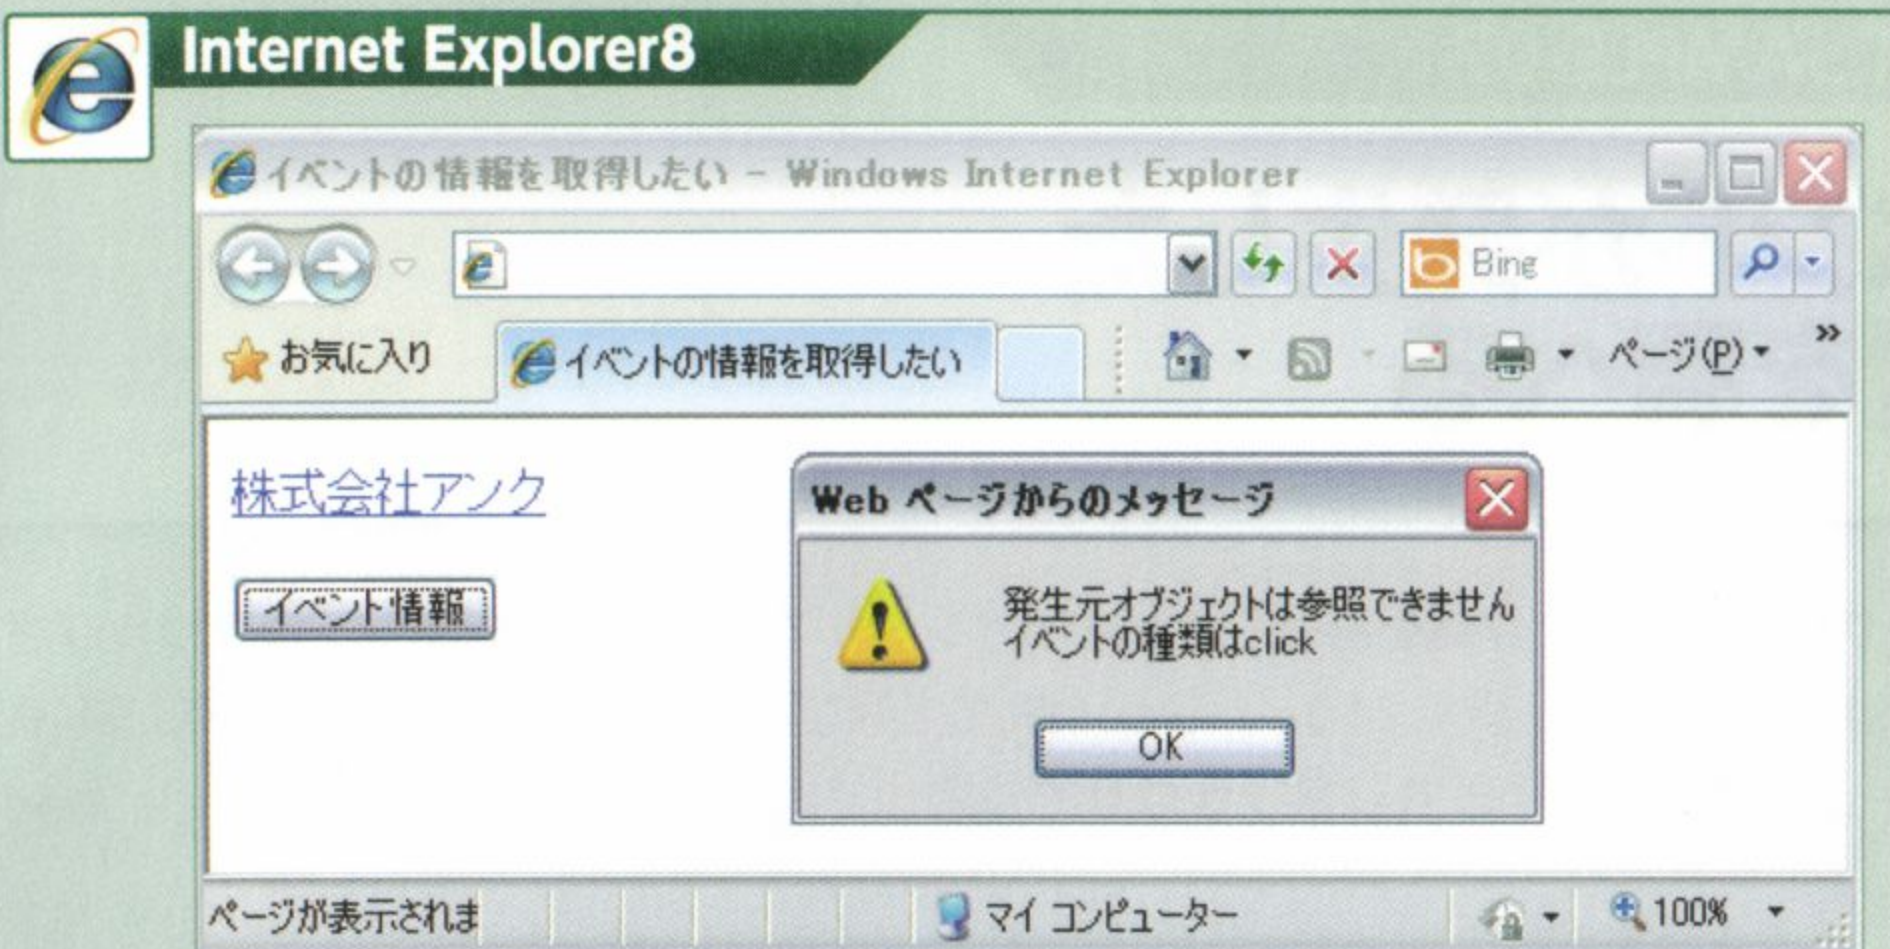 Internet Explorer8
イベントの情報を取得したい - Windows Internet Explorer
Bing
お気に入り
イベントの情報を取得したい
ページ(P)
株式会社アンク
Web ページからのメッセージ
イベント情報
発生元オブジェクトは参照できません
イベントの種類はclick
OK
ページが表示されま
マイ コンピューター
100%